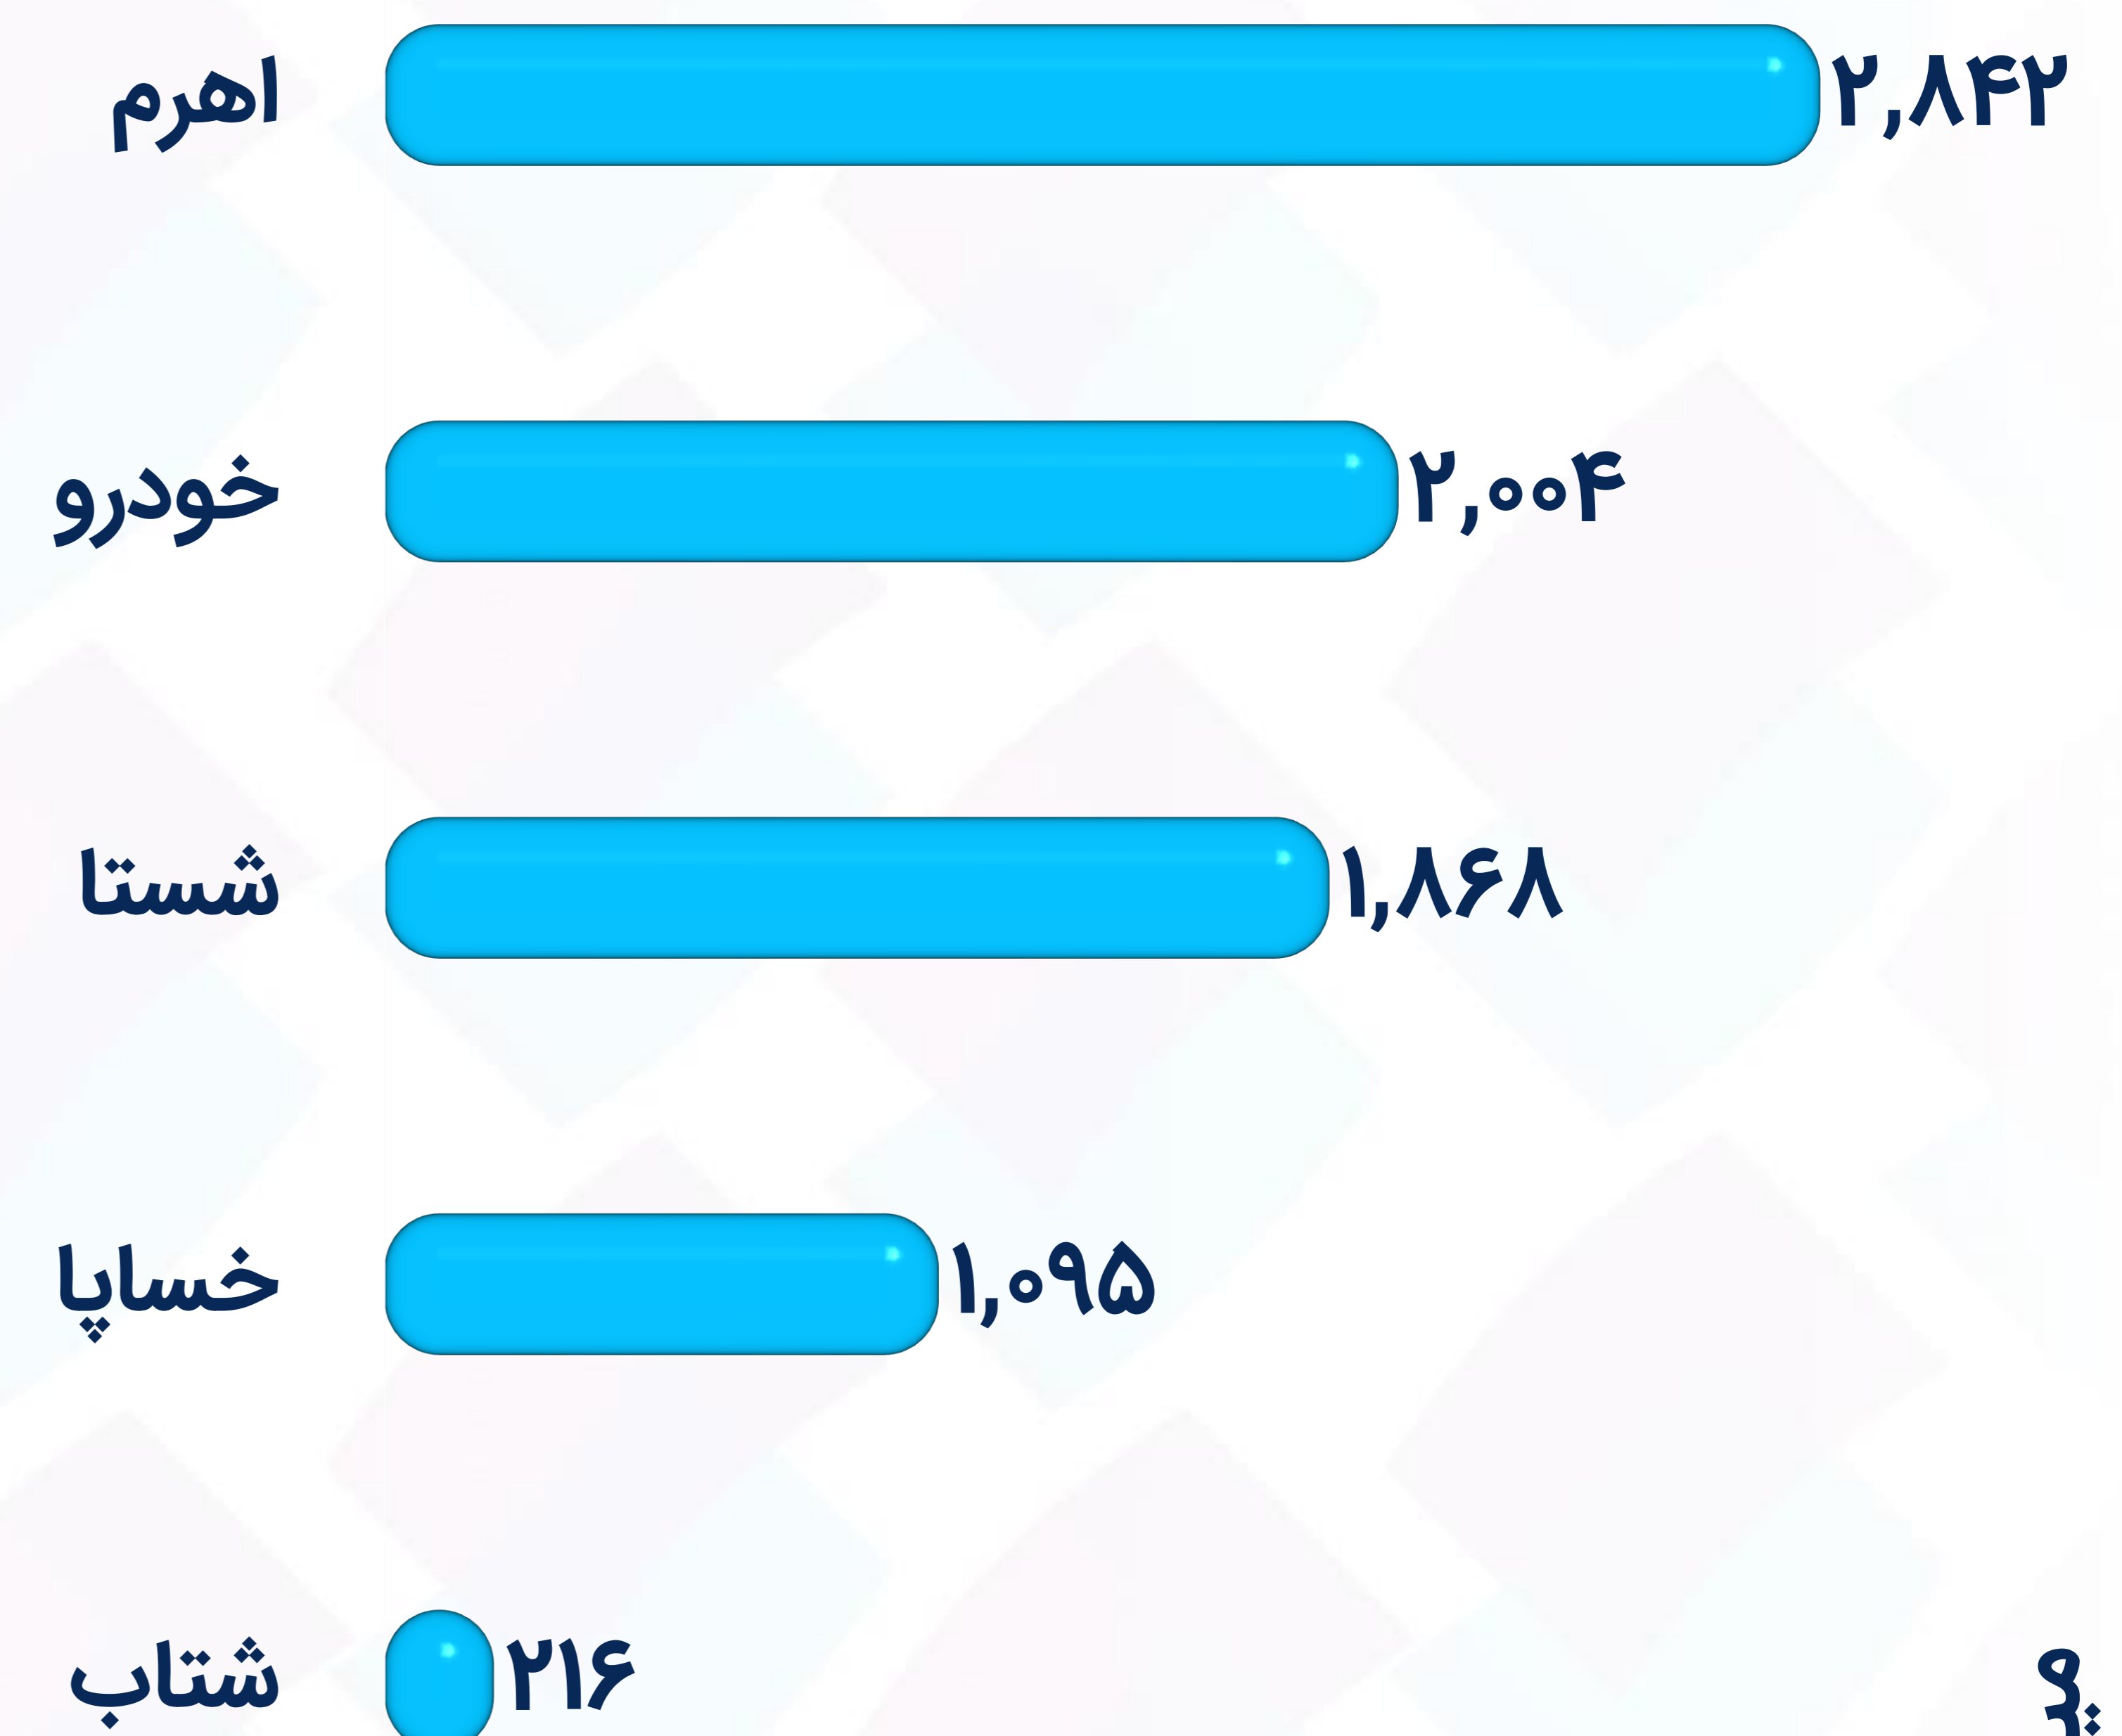 اهرم ۲,۸۴۲
خودرو ۲,۰۰۴
شستا ۱,۸۶۸
خساپا ۱,۰۹۵
شتاب ۲۱۶